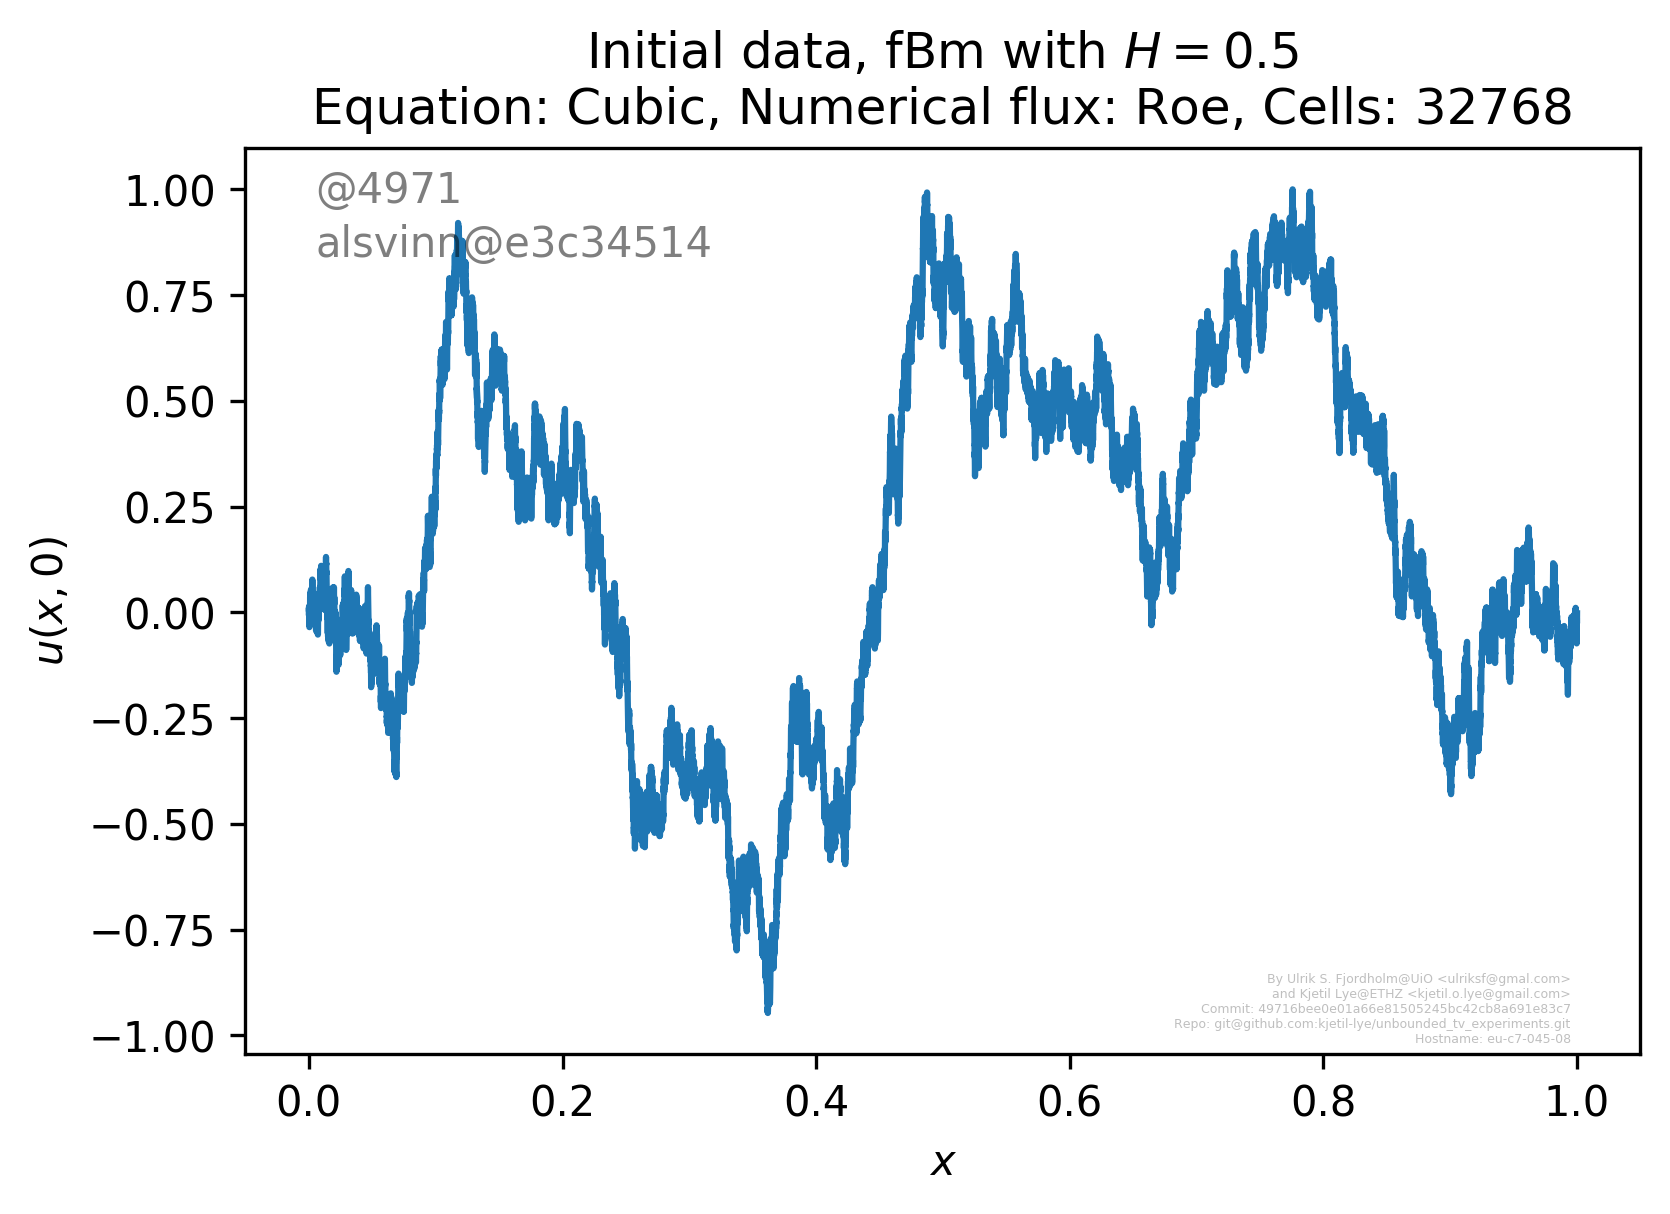 Initial data, fBm with H = 0.5
Equation: Cubic, Numerical flux: Roe, Cells: 32768
@4971
alsvinn@e3c34514
1.00
0.75
0.50
0.25
0.00
−0.25
−0.50
−0.75
−1.00
u(x, 0)
By Ulrik S. Fjordholm@UiO <ulriksf@gmal.com>
and Kjetil Lye@ETHZ <kjetil.o.lye@gmail.com>
Commit: 49716bee0e01a66e81505245bc42cb8a691e83c7
Repo: git@github.com:kjetil-lye/unbounded_tv_experiments.git
Hostname: eu-c7-045-08
0.0 0.2 0.4 0.6 0.8 1.0
x